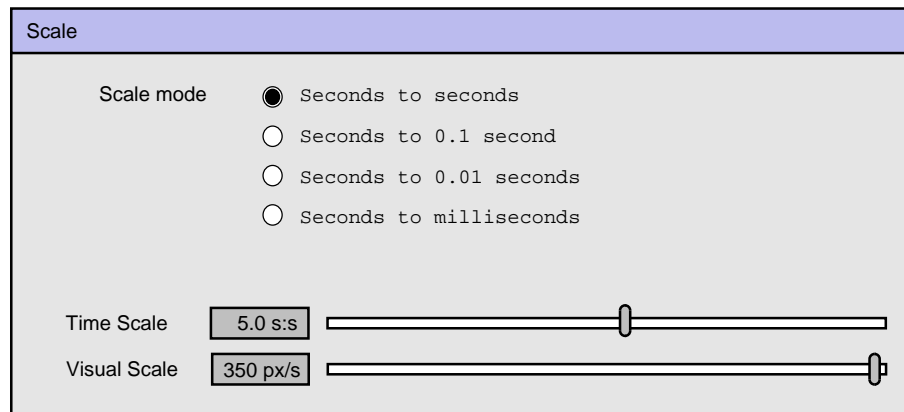 Scale
Scale mode
Seconds to seconds
Seconds to 0.1 second
Seconds to 0.01 seconds
Seconds to milliseconds
Time Scale 5.0 s:s
Visual Scale 350 px/s